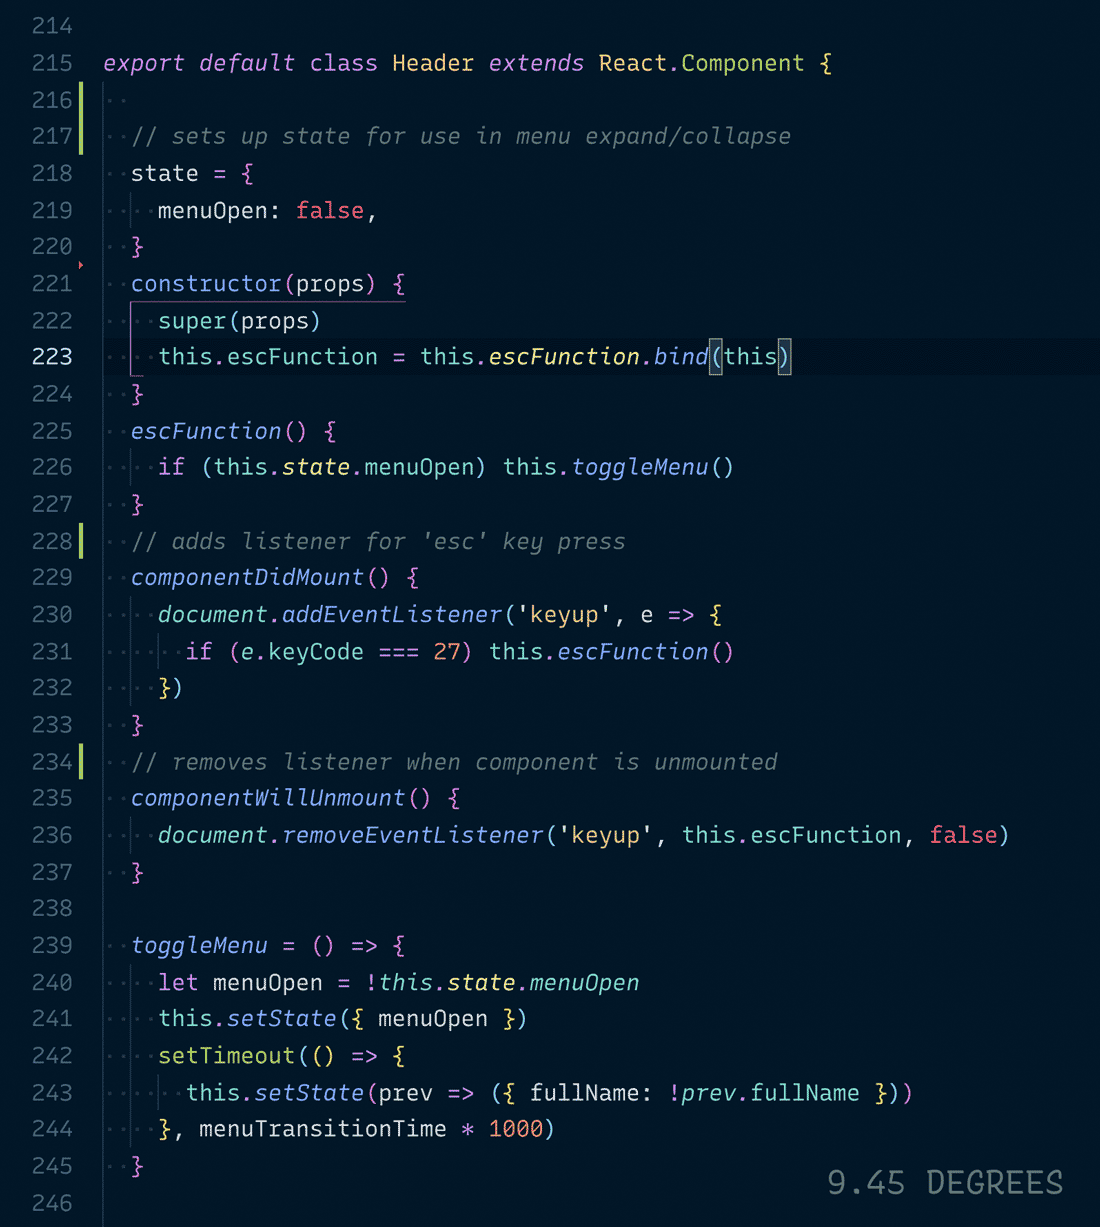 214
215 export default class Header extends React.Component {
216
217 // sets up state for use in menu expand/collapse
218 state = {
219 menuOpen: false,
220 }
221 constructor(props) {
222 super(props)
223 this.escFunction = this.escFunction.bind(this)
224 }
225 escFunction() {
226 if (this.state.menuOpen) this.toggleMenu()
227 }
228 // adds listener for 'esc' key press
229 componentDidMount() {
230 document.addEventListener('keyup', e => {
231 if (e.keyCode === 27) this.escFunction()
232 })
233 }
234 // removes listener when component is unmounted
235 componentWillUnmount() {
236 document.removeEventListener('keyup', this.escFunction, false)
237 }
238
239 toggleMenu = () => {
240 let menuOpen = !this.state.menuOpen
241 this.setState({ menuOpen })
242 setTimeout(() => {
243 this.setState(prev => ({ fullName: !prev.fullName }))
244 }, menuTransitionTime * 1000)
245 }
246
9.45 DEGREES